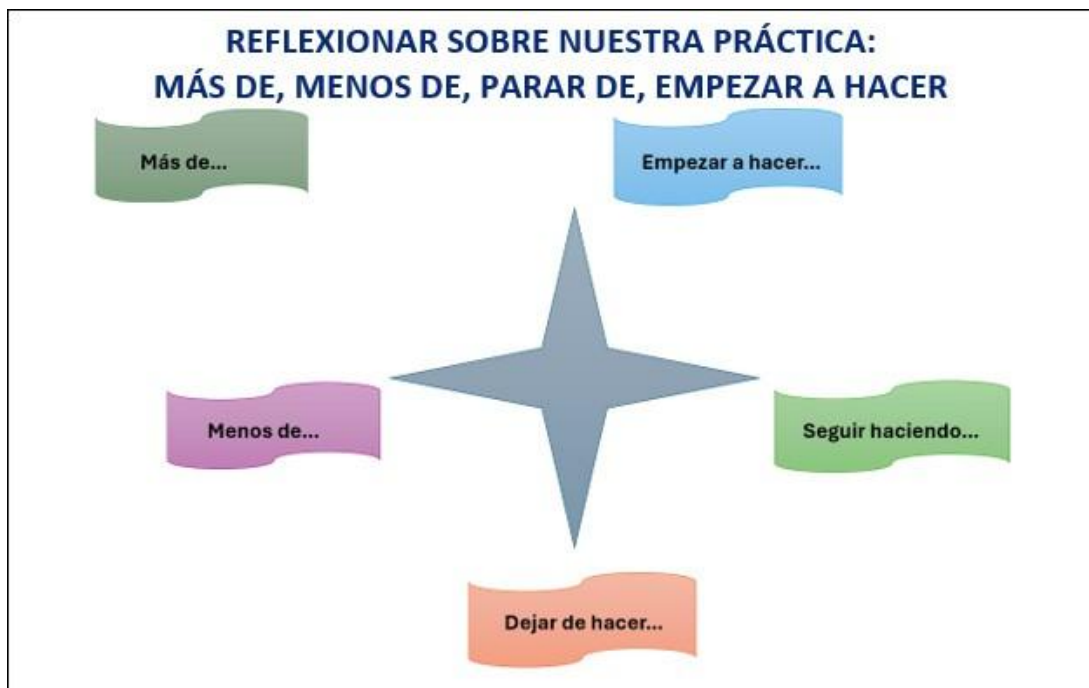 REFLEXIONAR SOBRE NUESTRA PRÁCTICA:
MÁS DE, MENOS DE, PARAR DE, EMPEZAR A HACER
Más de...
Empezar a hacer...
Menos de...
Seguir haciendo...
Dejar de hacer...